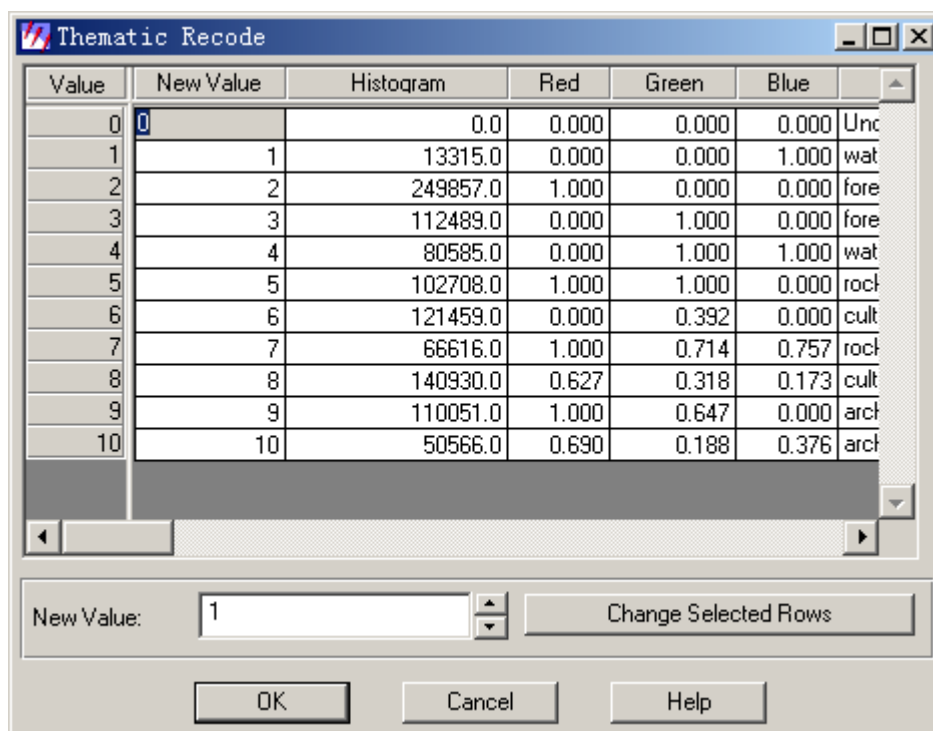 Thematic Recode
Value New Value Histogram Red Green Blue
0 0 0.0 0.000 0.000 0.000 Unc
1 1 13315.0 0.000 0.000 1.000 wat
2 2 249857.0 1.000 0.000 0.000 fore
3 3 112489.0 0.000 1.000 0.000 fore
4 4 80585.0 0.000 1.000 1.000 wat
5 5 102708.0 1.000 1.000 0.000 rock
6 6 121459.0 0.000 0.392 0.000 cult
7 7 66616.0 1.000 0.714 0.757 rock
8 8 140930.0 0.627 0.318 0.173 cult
9 9 110051.0 1.000 0.647 0.000 arch
10 10 50566.0 0.690 0.188 0.376 arch
New Value: 1 Change Selected Rows
OK Cancel Help